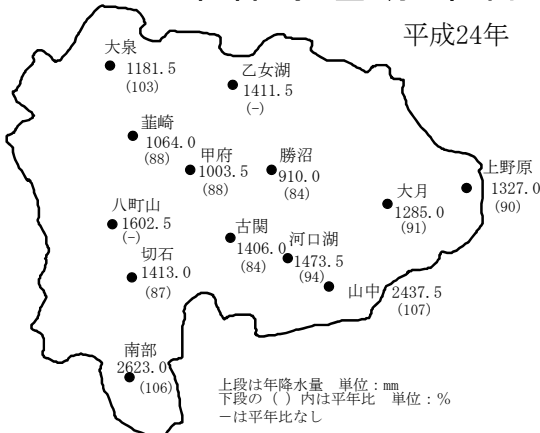 平成24年
大泉
1181.5
(103)
乙女湖
1411.5
(-)
韮崎
1064.0
(88)
甲府
1003.5
(88)
勝沼
910.0
(84)
上野原
1327.0
(90)
大月
1285.0
(91)
八町山
1602.5
(-)
古関
1406.0
(84)
河口湖
1473.5
(94)
切石
1413.0
(87)
山中 2437.5
(107)
南部
2623.0
(106)
上段は年降水量 単位：mm
下段の（ ）内は平年比 単位：%
－は平年比なし